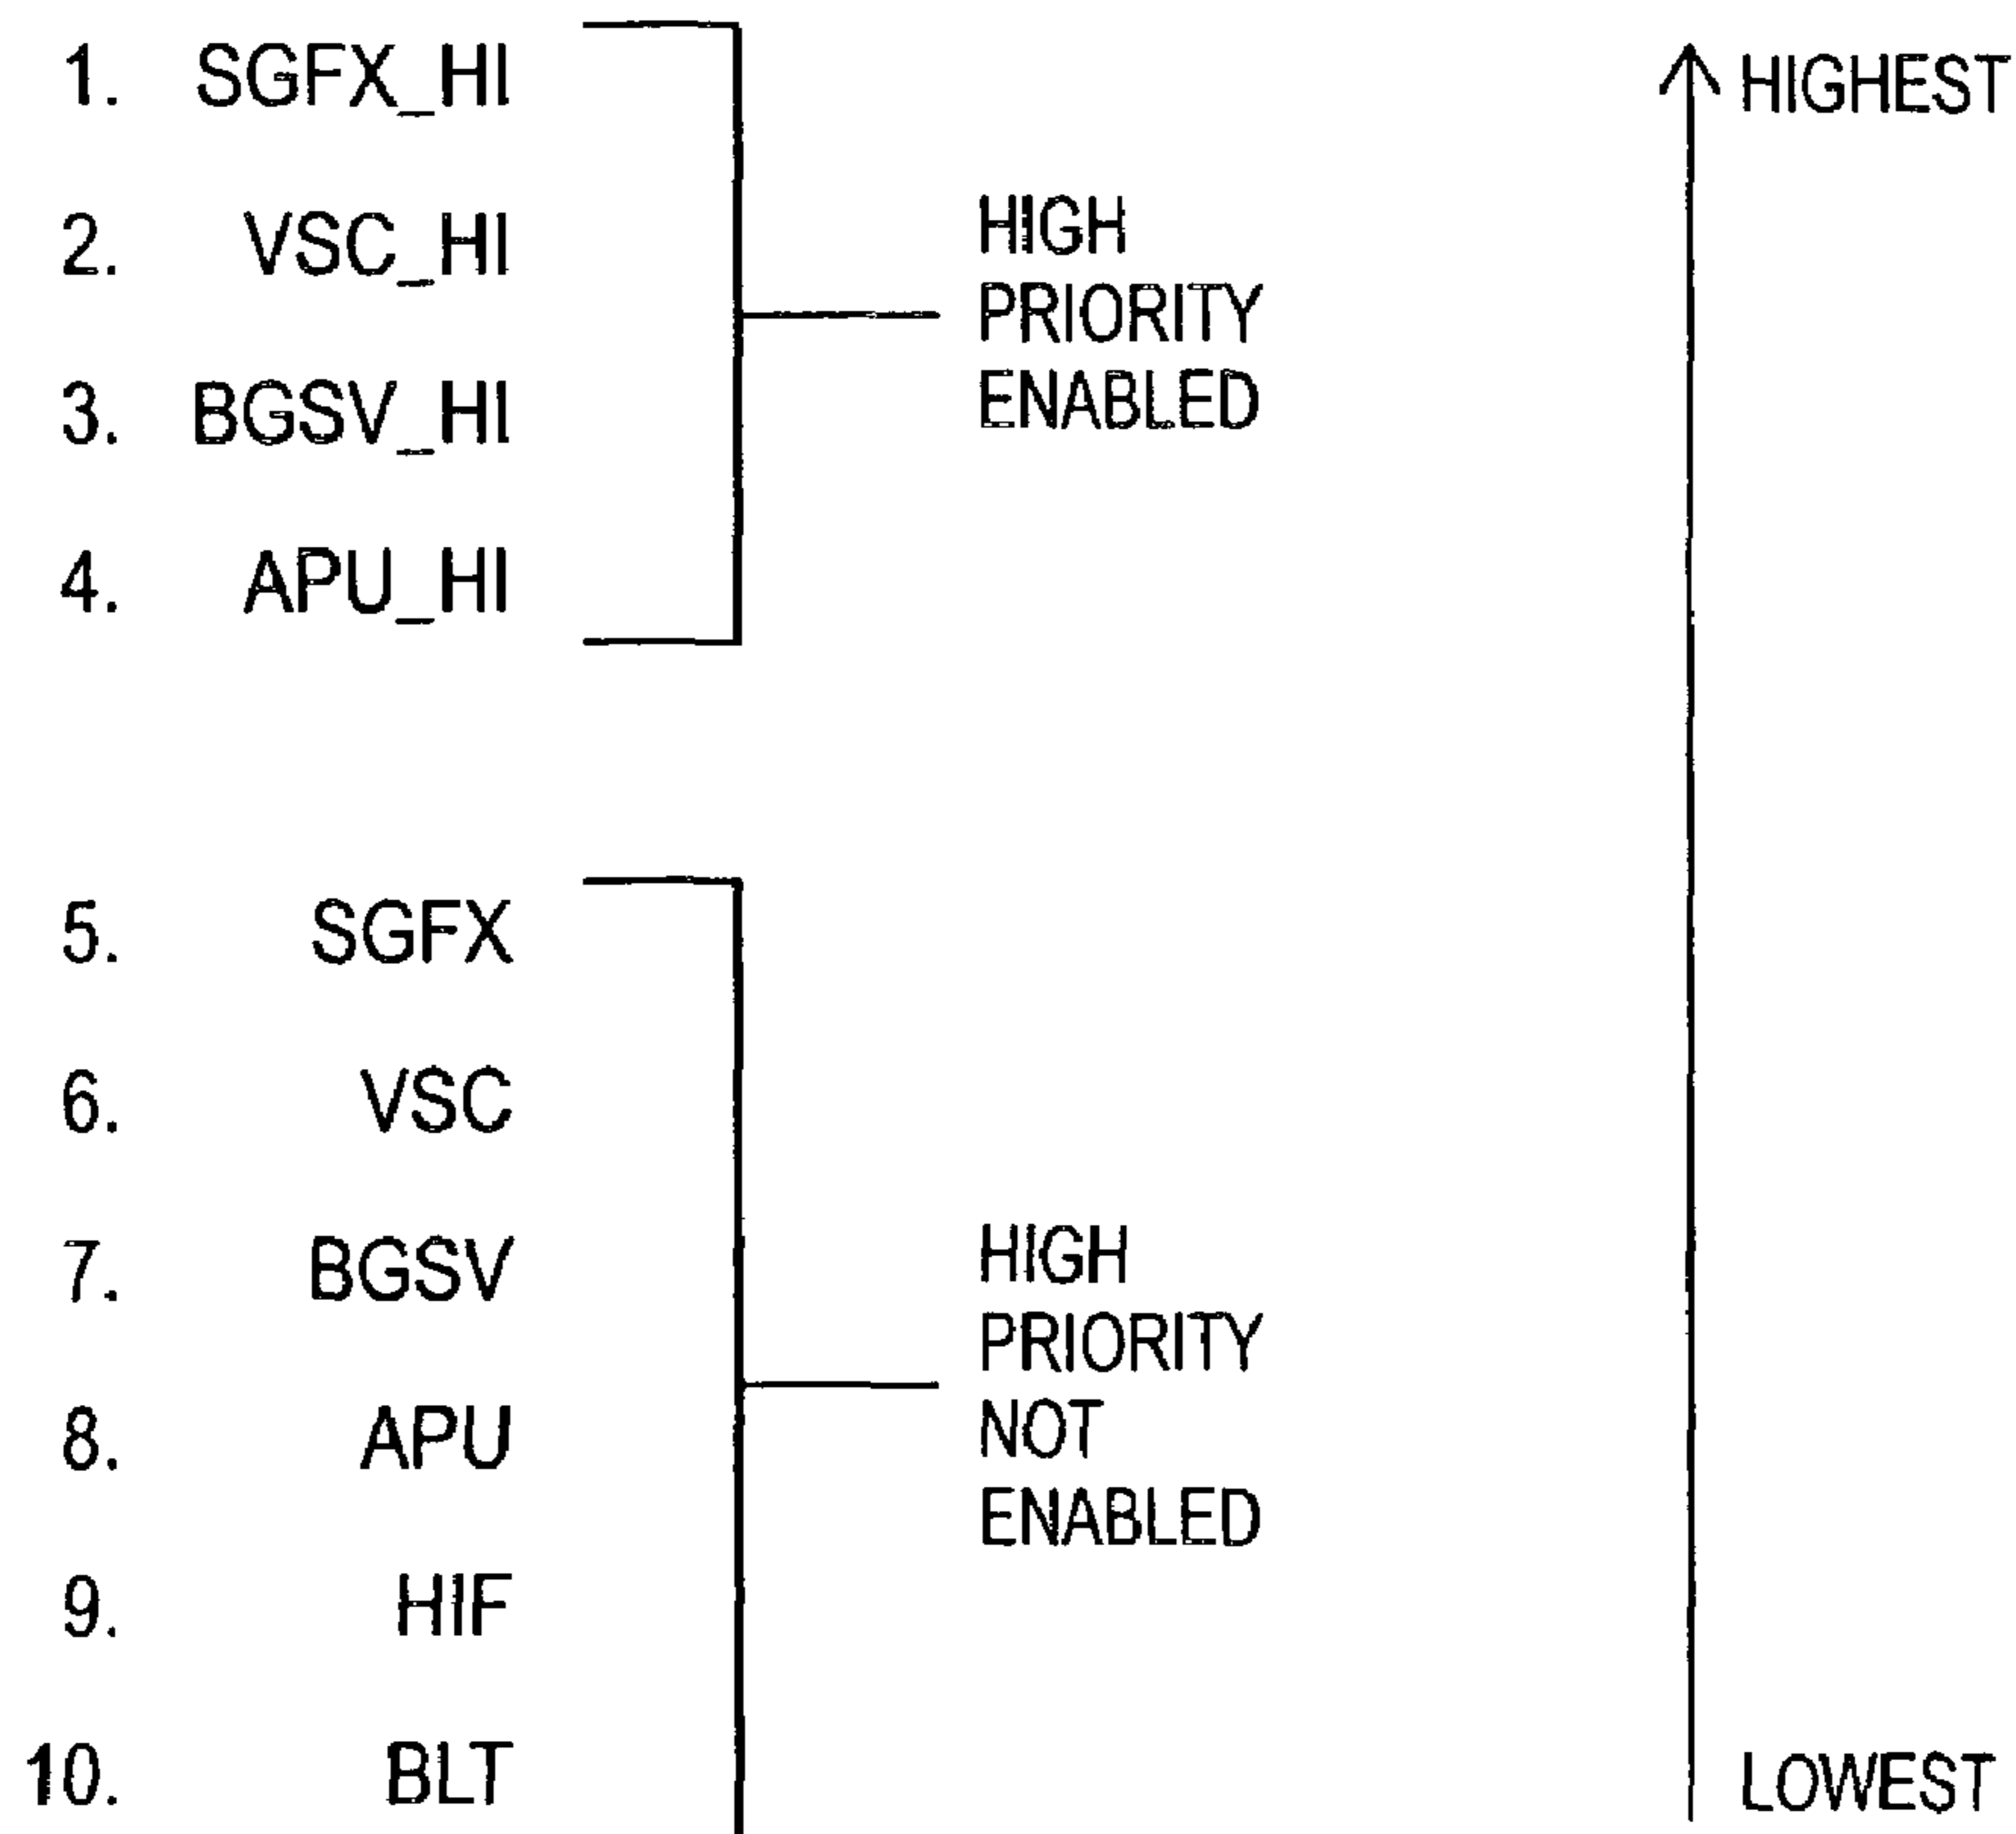 1. SGFX_HI
2. VSC_HI
3. BGSV_HI
4. APU_HI
HIGH
PRIORITY
ENABLED
5. SGFX
6. VSC
7. BGSV
8. APU
9. HIF
10. BLT
HIGH
PRIORITY
NOT
ENABLED
HIGHEST
LOWEST